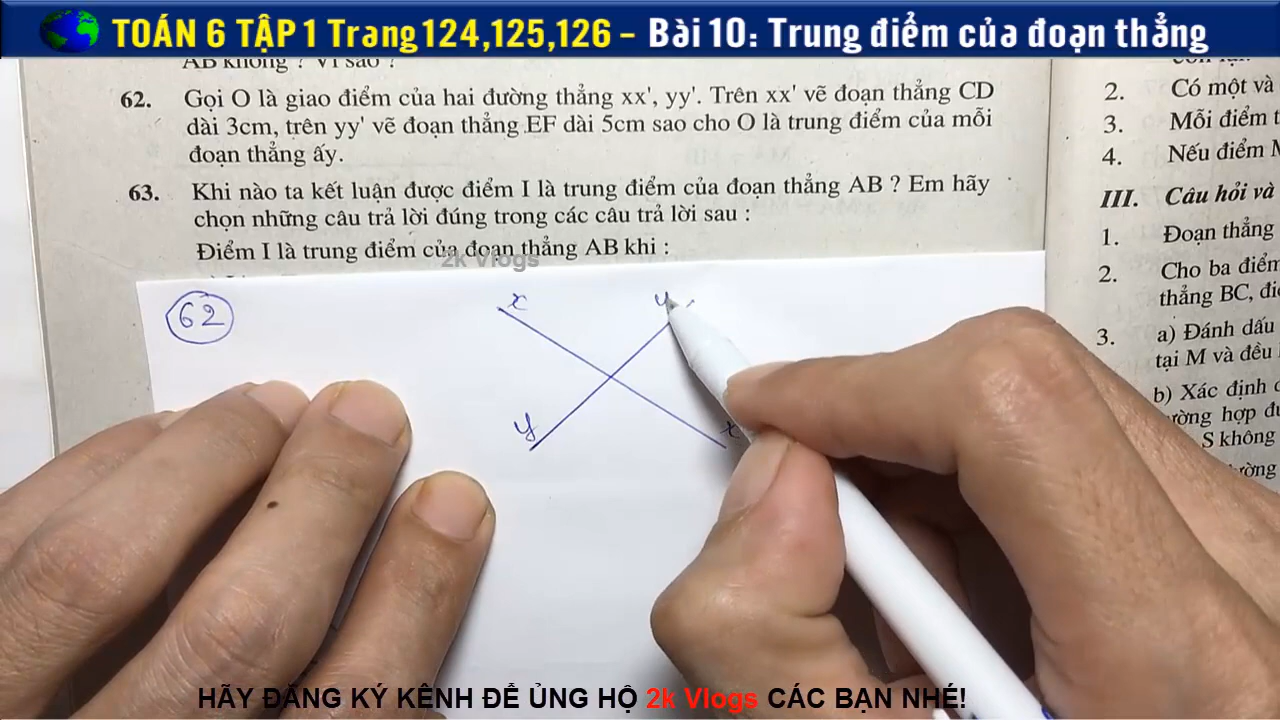 TOÁN 6 TẬP 1 Trang 124,125,126 - Bài 10: Trung điểm của đoạn thẳng
AB không ? Vì sao ?
62. Gọi O là giao điểm của hai đường thẳng xx', yy'. Trên xx' vẽ đoạn thẳng CD
dài 3cm, trên yy' vẽ đoạn thẳng EF dài 5cm sao cho O là trung điểm của mỗi
đoạn thẳng ấy.
63. Khi nào ta kết luận được điểm I là trung điểm của đoạn thẳng AB ? Em hãy
chọn những câu trả lời đúng trong các câu trả lời sau :
Điểm I là trung điểm của đoạn thẳng AB khi :
2k Vlogs
62
x
y
y
x
2. Có một và
3. Mỗi điểm
4. Nếu điểm
III. Câu hỏi và
1. Đoạn thẳng
2. Cho ba điểm
thẳng BC,
3. a) Đánh dấu
tại M và đều
b) Xác định
S không
HÃY ĐĂNG KÝ KÊNH ĐỂ ỦNG HỘ 2k Vlogs CÁC BẠN NHÉ!